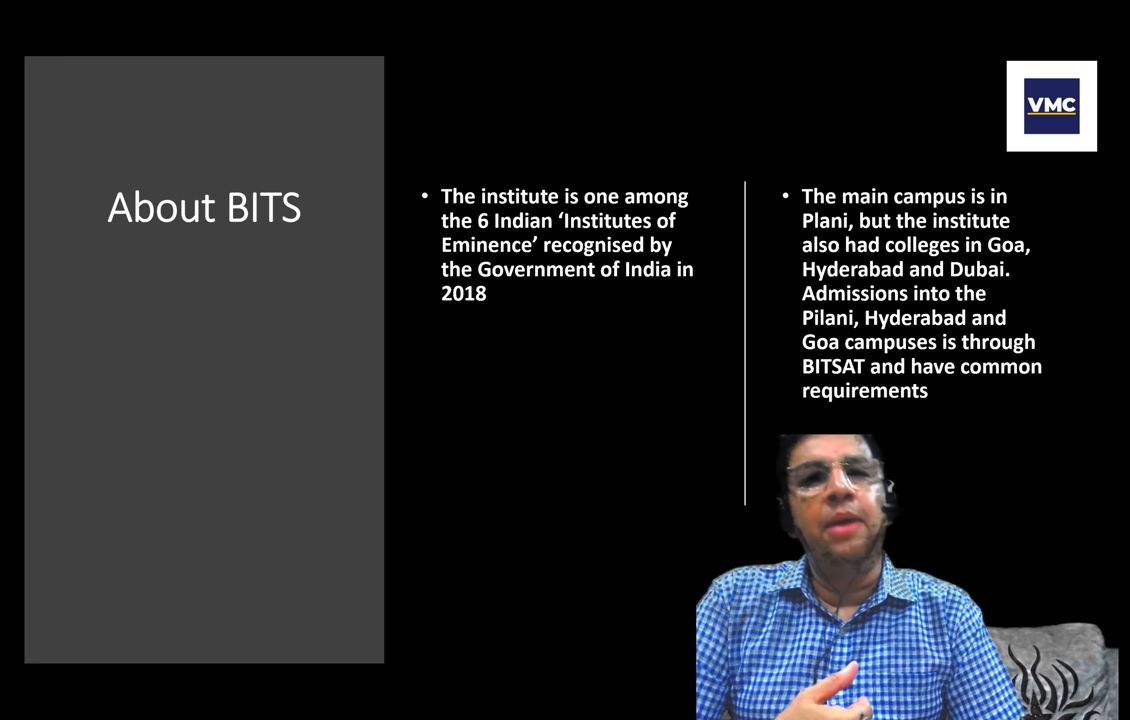 About BITS
• The institute is one among
the 6 Indian ‘Institutes of
Eminence’ recognised by
the Government of India in
2018
• The main campus is in
Plani, but the institute
also had colleges in Goa,
Hyderabad and Dubai.
Admissions into the
Pilani, Hyderabad and
Goa campuses is through
BITSAT and have common
requirements
VMC